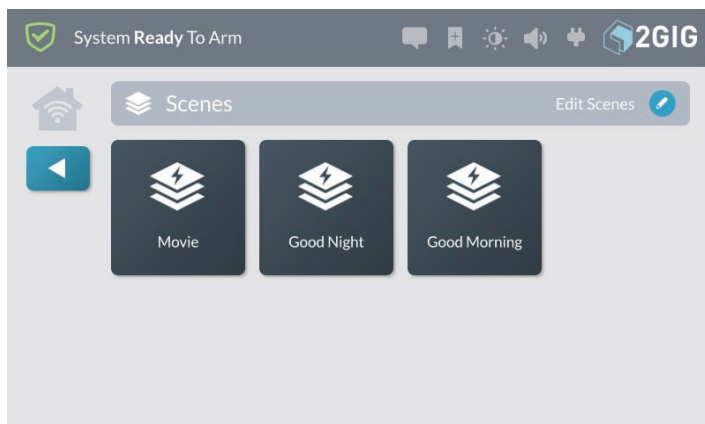 System Ready To Arm
2GIG
Scenes
Edit Scenes
Movie
Good Night
Good Morning